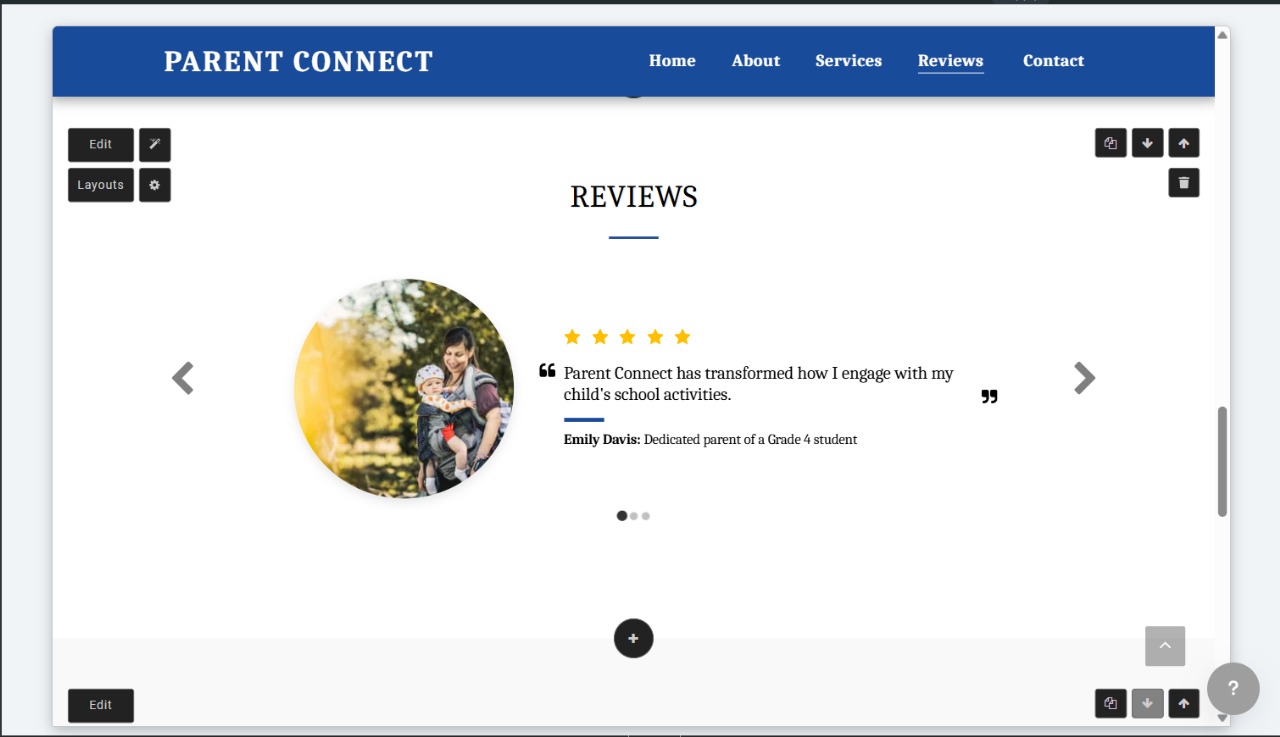 PARENT CONNECT
Home About Services Reviews Contact
Edit
Layouts
REVIEWS
“ Parent Connect has transformed how I engage with my
child's school activities. ”
Emily Davis: Dedicated parent of a Grade 4 student
+
Edit
?